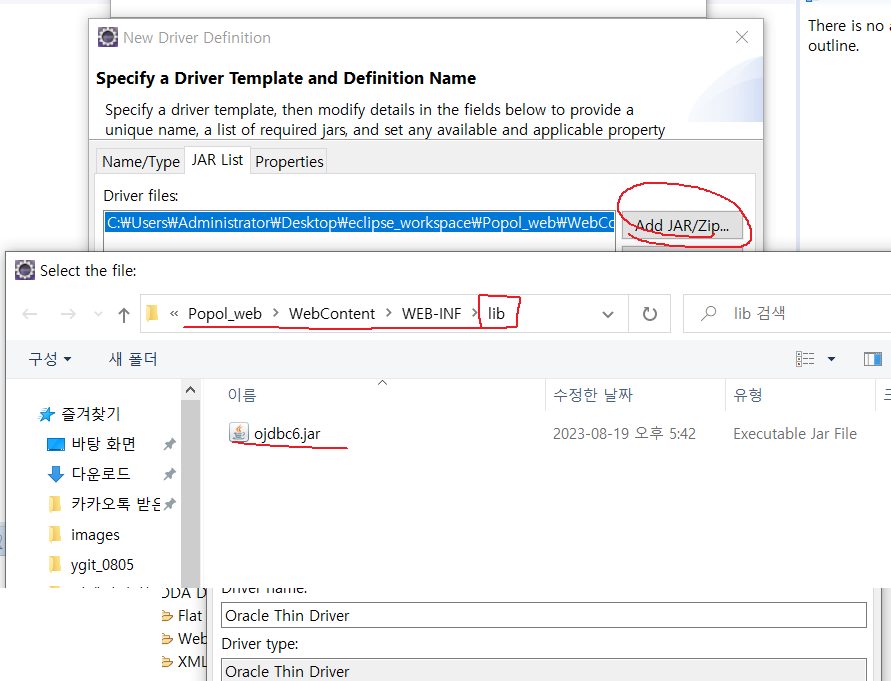 There is no a
outline.
New Driver Definition
Specify a Driver Template and Definition Name
Specify a driver template, then modify details in the fields below to provide a
unique name, a list of required jars, and set any available and applicable property
Name/Type JAR List Properties
Driver files:
C:₩Users₩Administrator₩Desktop₩eclipse_workspace₩Popol_web₩WebCo
Add JAR/Zip...
Select the file:
« Popol_web > WebContent > WEB-INF > lib
lib 검색
구성 새 폴더
이름 수정한 날짜 유형
즐겨찾기
ojdbc6.jar 2023-08-19 오후 5:42 Executable Jar File
바탕 화면
다운로드
카카오톡 받은
images
ygit_0805
Driver name:
Flat
Oracle Thin Driver
Web
Driver type:
XML
Oracle Thin Driver